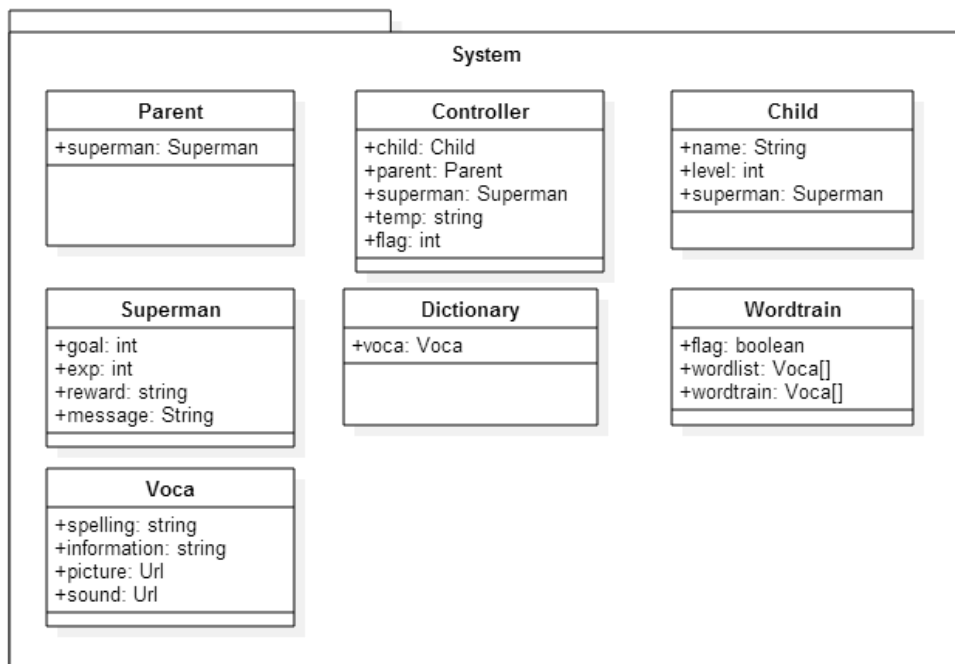 System
Parent
+superman: Superman
Controller
+child: Child
+parent: Parent
+superman: Superman
+temp: string
+flag: int
Child
+name: String
+level: int
+superman: Superman
Superman
+goal: int
+exp: int
+reward: string
+message: String
Dictionary
+voca: Voca
Wordtrain
+flag: boolean
+wordlist: Voca[]
+wordtrain: Voca[]
Voca
+spelling: string
+information: string
+picture: Url
+sound: Url